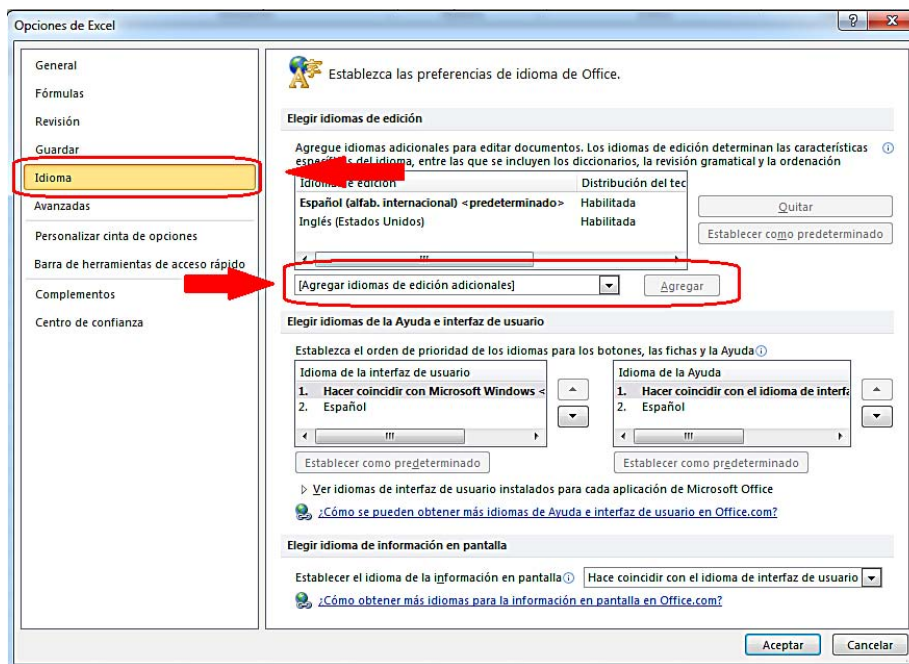 Opciones de Excel
General
Fórmulas
Revisión
Guardar
Idioma
Avanzadas
Personalizar cinta de opciones
Barra de herramientas de acceso rápido
Complementos
Centro de confianza
Establezca las preferencias de idioma de Office.
Elegir idiomas de edición
Agregue idiomas adicionales para editar documentos. Los idiomas de edición determinan las características
específicas del idioma, entre las que se incluyen los diccionarios, la revisión gramatical y la ordenación
Idioma de edición Distribución del tec
Español (alfab. internacional) <predeterminado> Habilitada
Inglés (Estados Unidos) Habilitada
Quitar
Establecer como predeterminado
[Agregar idiomas de edición adicionales] Agregar
Elegir idiomas de la Ayuda e interfaz de usuario
Establezca el orden de prioridad de los idiomas para los botones, las fichas y la Ayuda
Idioma de la interfaz de usuario
1. Hacer coincidir con Microsoft Windows <
2. Español
Establecer como predeterminado
Idioma de la Ayuda
1. Hacer coincidir con el idioma de interfa
2. Español
Establecer como predeterminado
Ver idiomas de interfaz de usuario instalados para cada aplicación de Microsoft Office
¿Cómo se pueden obtener más idiomas de Ayuda e interfaz de usuario en Office.com?
Elegir idioma de información en pantalla
Establecer el idioma de la información en pantalla Hace coincidir con el idioma de interfaz de usuario
¿Cómo obtener más idiomas para la información en pantalla en Office.com?
Aceptar Cancelar